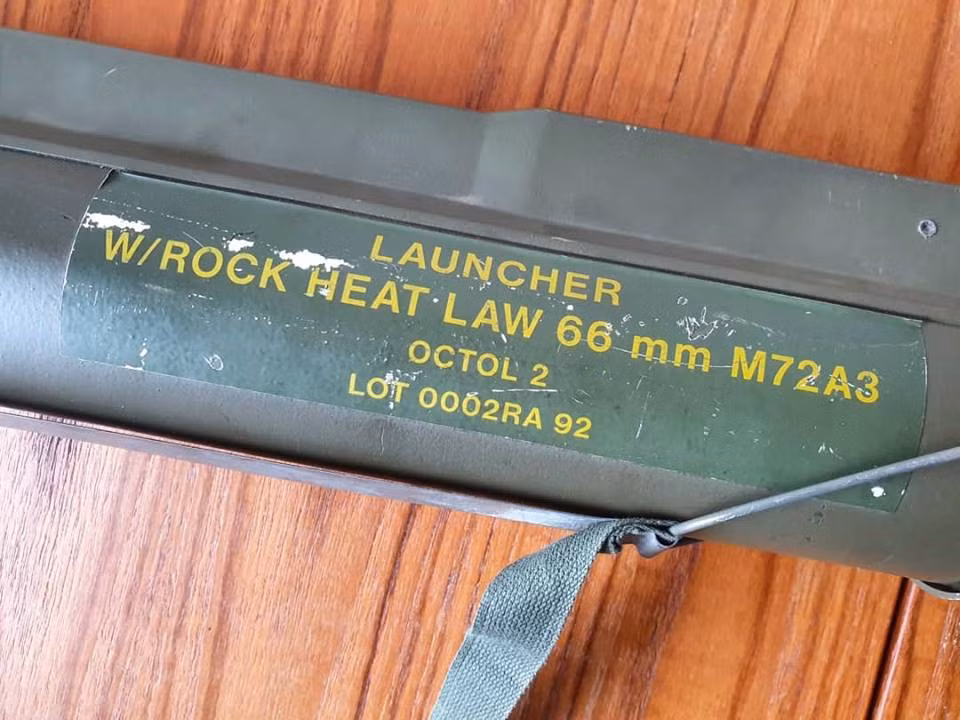 LAUNCHER
W/ROCK HEAT LAW 66 mm M72A3
OCTOL 2
LOT 0002RA 92